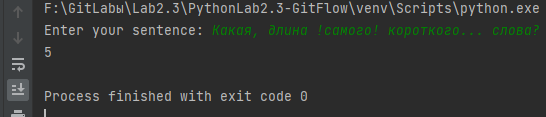 F:\GitLabы\Lab2.3\PythonLab2.3-GitFlow\venv\Scripts\python.exe
Enter your sentence: Какая, длина !самого! короткого... слова?
5
Process finished with exit code 0